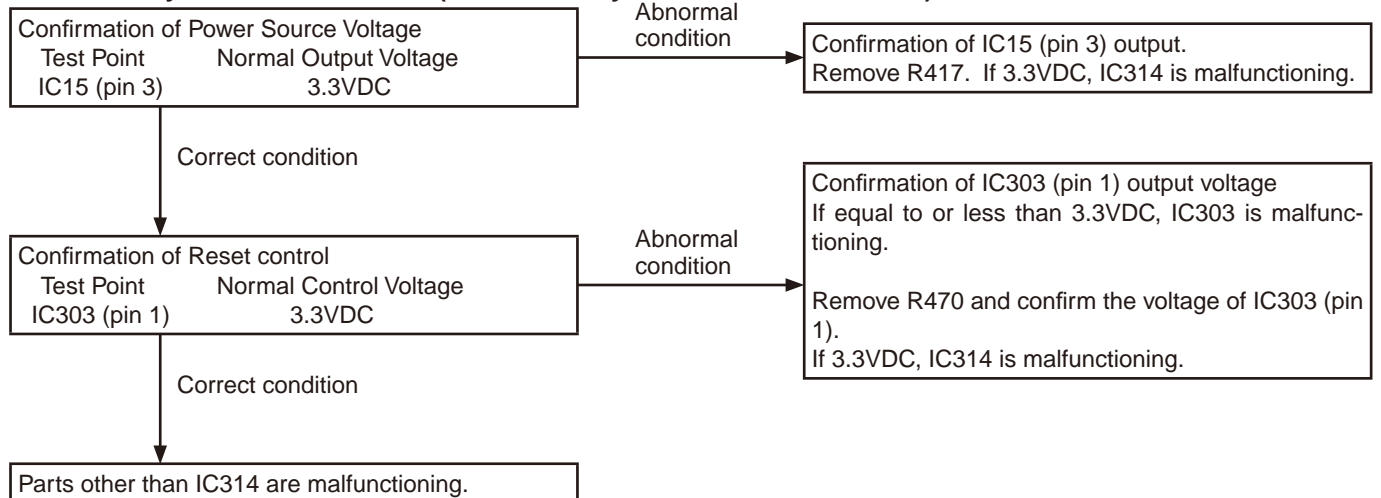 Confirmation of Power Source Voltage
Test Point Normal Output Voltage
IC15 (pin 3) 3.3VDC
Abnormal
condition
Confirmation of IC15 (pin 3) output.
Remove R417. If 3.3VDC, IC314 is malfunctioning.
Correct condition
Confirmation of Reset control
Test Point Normal Control Voltage
IC303 (pin 1) 3.3VDC
Abnormal
condition
Confirmation of IC303 (pin 1) output voltage
If equal to or less than 3.3VDC, IC303 is malfunc-
tioning.
Remove R470 and confirm the voltage of IC303 (pin
1).
If 3.3VDC, IC314 is malfunctioning.
Correct condition
Parts other than IC314 are malfunctioning.